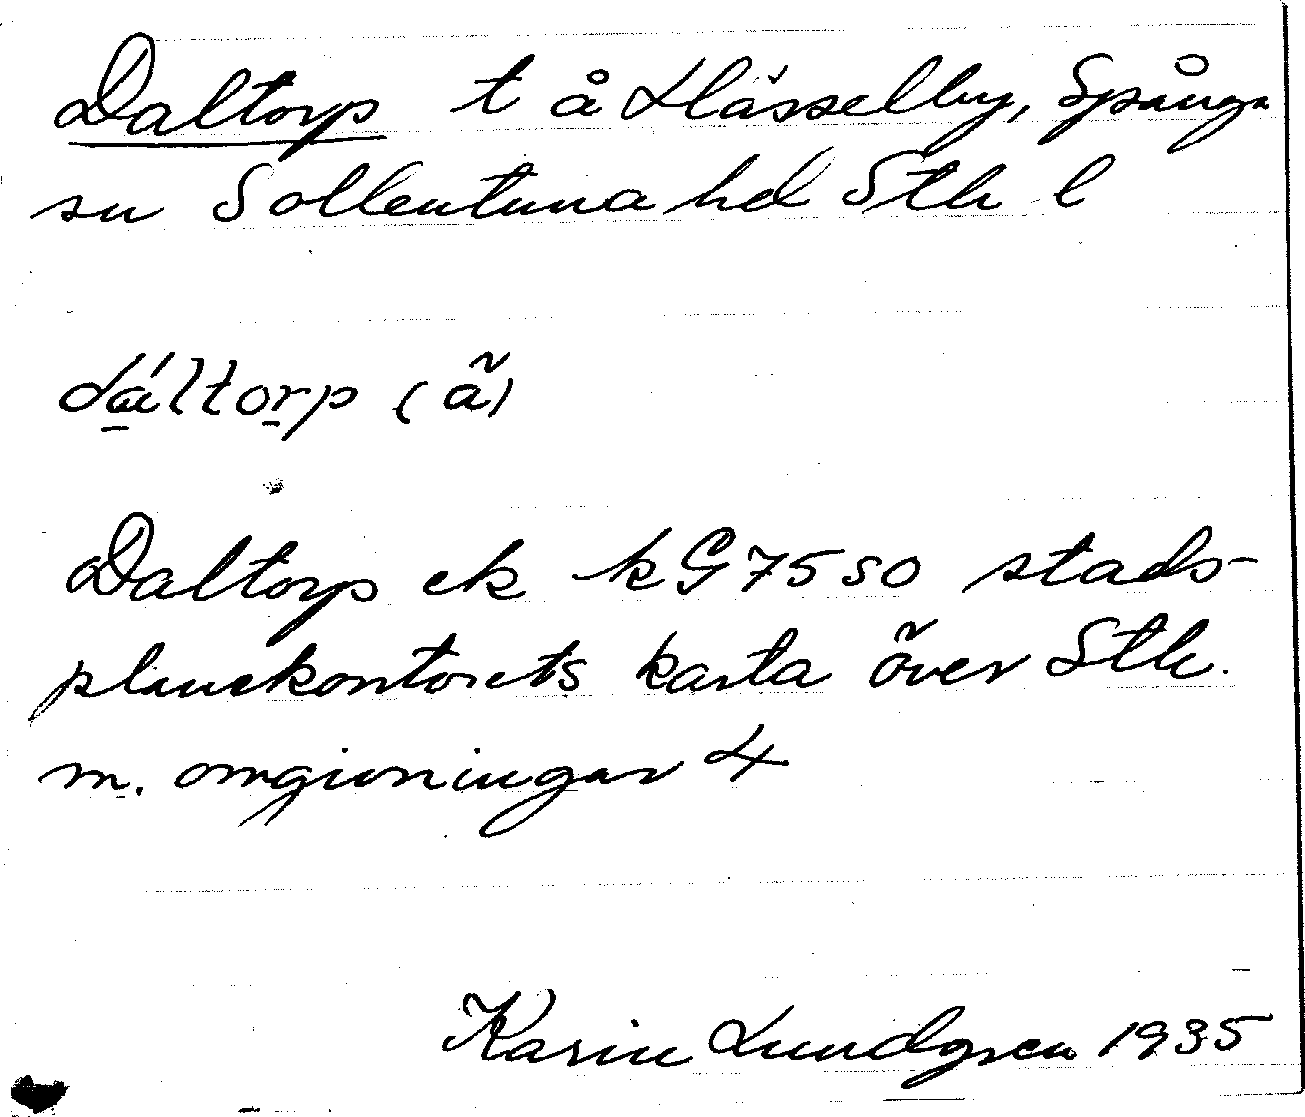 Daltorp t å Hässelby, Spånga
sn Sollentuna hd Sth l
dáltorp (ã)
Daltorp ek kG7550 stads-
planekontorets karta över Sth.
m. omgivningar 4
Karin Lundgren 1935